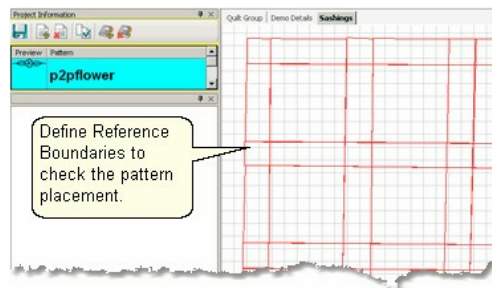 Project Information
Quilt Group Demo Details Sashings
Preview Pattern
p2pflower
Define Reference
Boundaries to
check the pattern
placement.